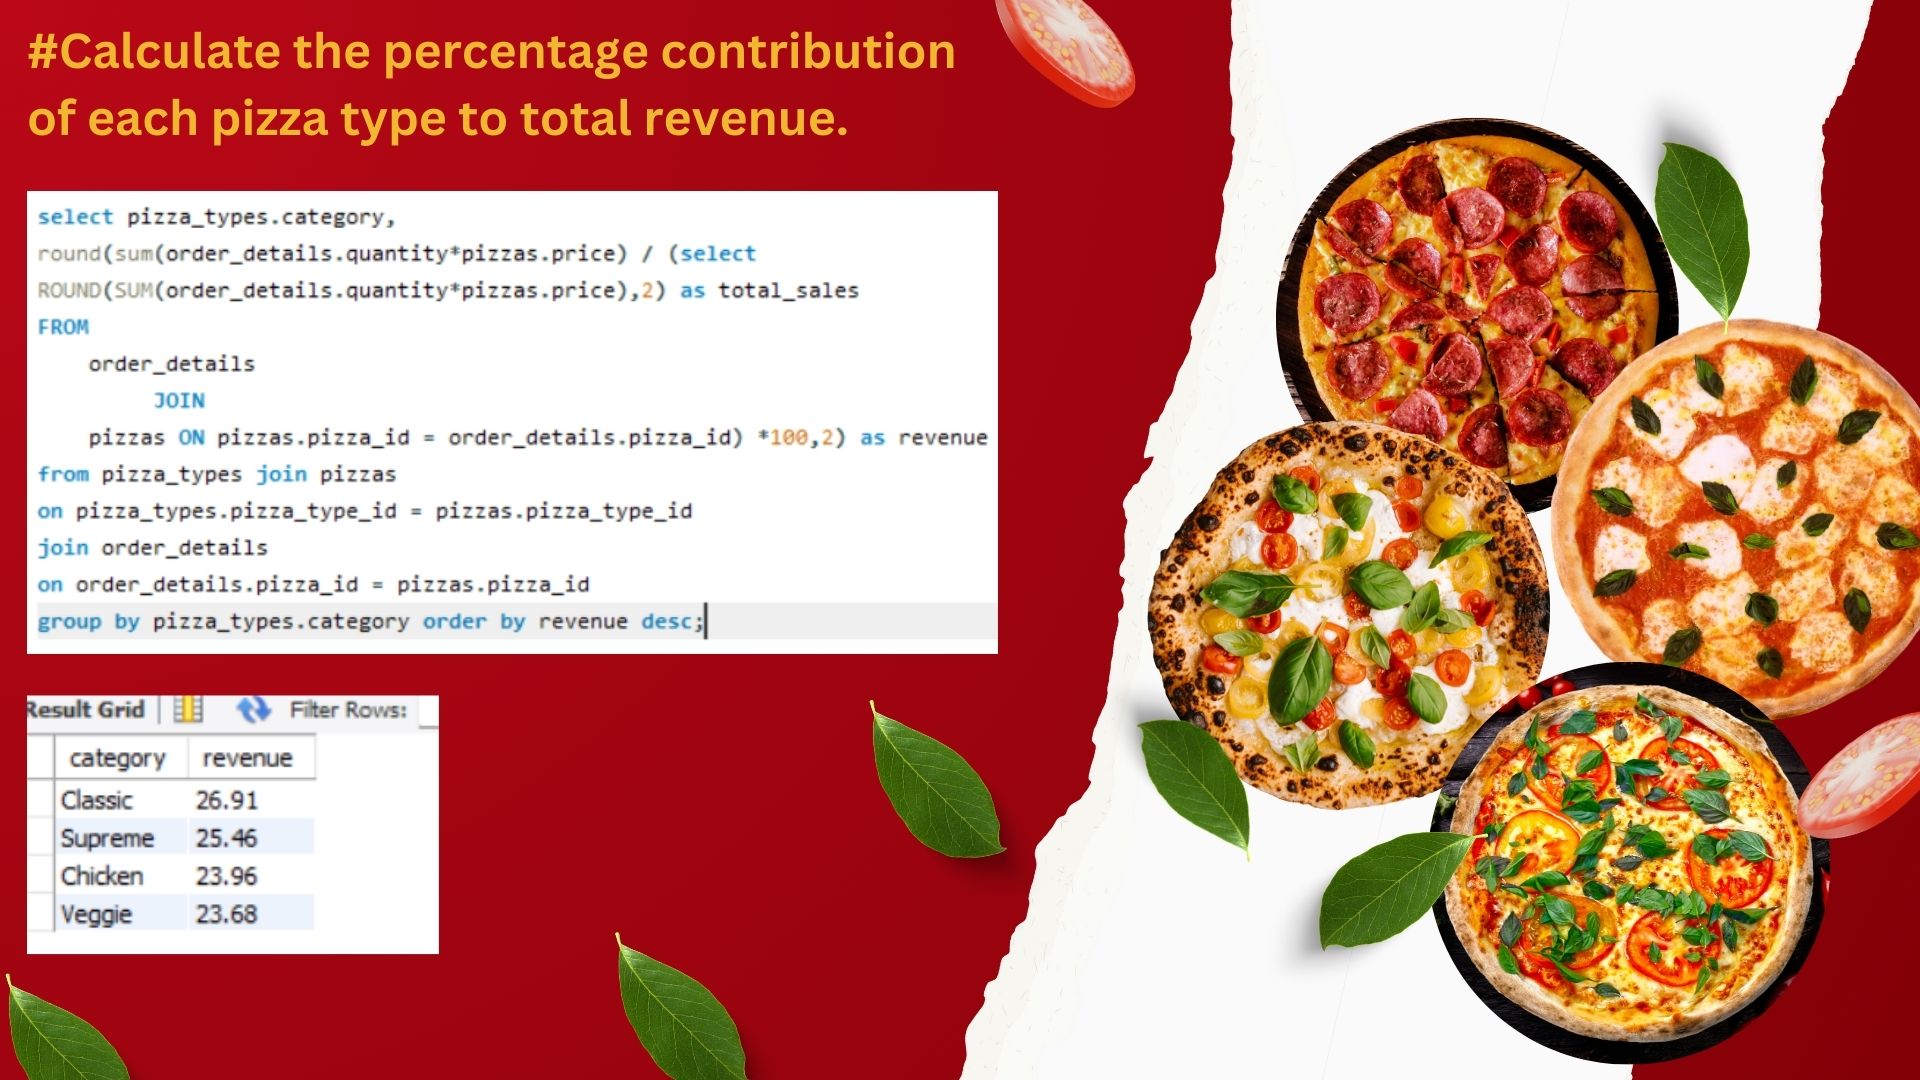 #Calculate the percentage contribution
of each pizza type to total revenue.
select pizza_types.category,
round(sum(order_details.quantity*pizzas.price) / (select
ROUND(SUM(order_details.quantity*pizzas.price),2) as total_sales
FROM
order_details
JOIN
pizzas ON pizzas.pizza_id = order_details.pizza_id) *100,2) as revenue
from pizza_types join pizzas
on pizza_types.pizza_type_id = pizzas.pizza_type_id
join order_details
on order_details.pizza_id = pizzas.pizza_id
group by pizza_types.category order by revenue desc;
Result Grid Filter Rows:
category revenue
Classic 26.91
Supreme 25.46
Chicken 23.96
Veggie 23.68